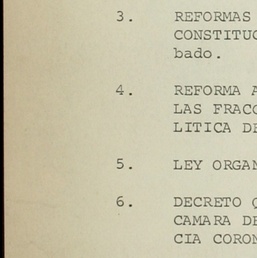 3. REFORMAS
CONSTITUC
bado.
4. REFORMA A
LAS FRACC
LITICA DE
5. LEY ORGAN
6. DECRETO Q
CAMARA DE
CIA CORON